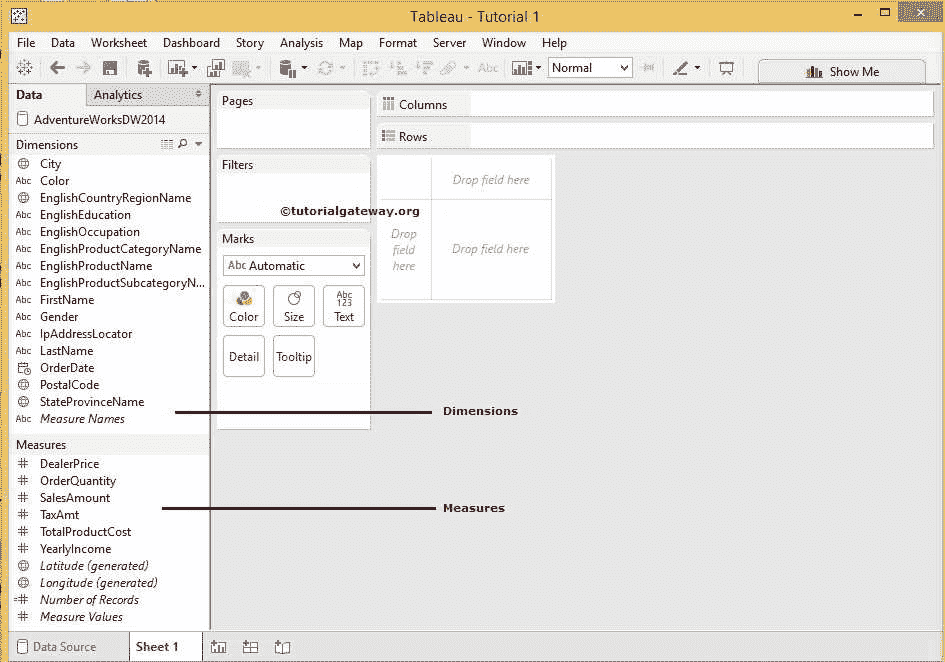 Tableau - Tutorial 1
File Data Worksheet Dashboard Story Analysis Map Format Server Window Help
Abc Normal Show Me
Data Analytics
AdventureWorksDW2014
Dimensions
City
Abc Color
EnglishCountryRegionName
Abc EnglishEducation
Abc EnglishOccupation
Abc EnglishProductCategoryName
Abc EnglishProductName
Abc EnglishProductSubcategoryN...
Abc FirstName
Abc Gender
Abc IpAddressLocator
Abc LastName
OrderDate
PostalCode
StateProvinceName
Abc Measure Names
Measures
# DealerPrice
# OrderQuantity
# SalesAmount
# TaxAmt
# TotalProductCost
# YearlyIncome
Latitude (generated)
Longitude (generated)
=# Number of Records
# Measure Values
Pages
Filters
©tutorialgateway.org
Marks
Abc Automatic
Color Size Abc
123
Text
Detail Tooltip
Columns
Rows
Drop field here
Drop
field
here
Drop field here
Dimensions
Measures
Data Source Sheet 1